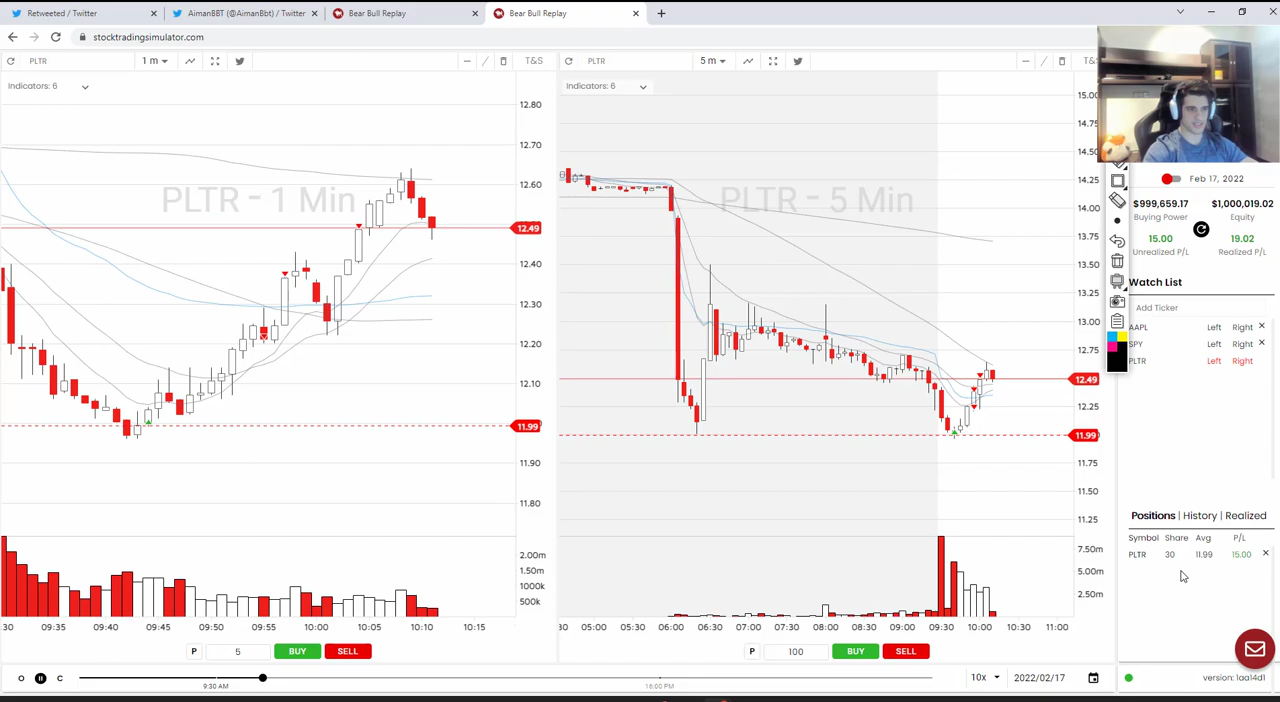 Retweeted / Twitter
AimanBBT (@AimanBbt) / Twitter
Bear Bull Replay
Bear Bull Replay
stocktradingsimulator.com
PLTR
1 m
T&S
PLTR
5 m
T&S
Indicators: 6
Indicators: 6
PLTR - 1 Min
PLTR - 5 Min
12.80
12.70
12.60
12.49
12.40
12.30
12.20
12.10
11.99
11.90
11.80
2.00m
1.50m
1000k
500k
15.00
14.75
14.50
14.25
14.00
13.75
13.50
13.25
13.00
12.75
12.49
12.25
11.99
11.75
11.50
11.25
7.50m
5.00m
2.50m
:30 09:35 09:40 09:45 09:50 09:55 10:00 10:05 10:10 10:15
:30 05:00 05:30 06:00 06:30 07:00 07:30 08:00 08:30 09:00 09:30 10:00 10:30 11:00
P 5 BUY SELL
P 100 BUY SELL
O C 9:30 AM 16:00 PM 10x 2022/02/17
Feb 17, 2022
$999,659.17 $1,000,019.02
Buying Power Equity
15.00 19.02
Unrealized P/L Realized P/L
Watch List
Add Ticker
AAPL Left Right
SPY Left Right
PLTR Left Right
Positions | History | Realized
Symbol Share Avg P/L
PLTR 30 11.99 15.00
version: 1aa14d1